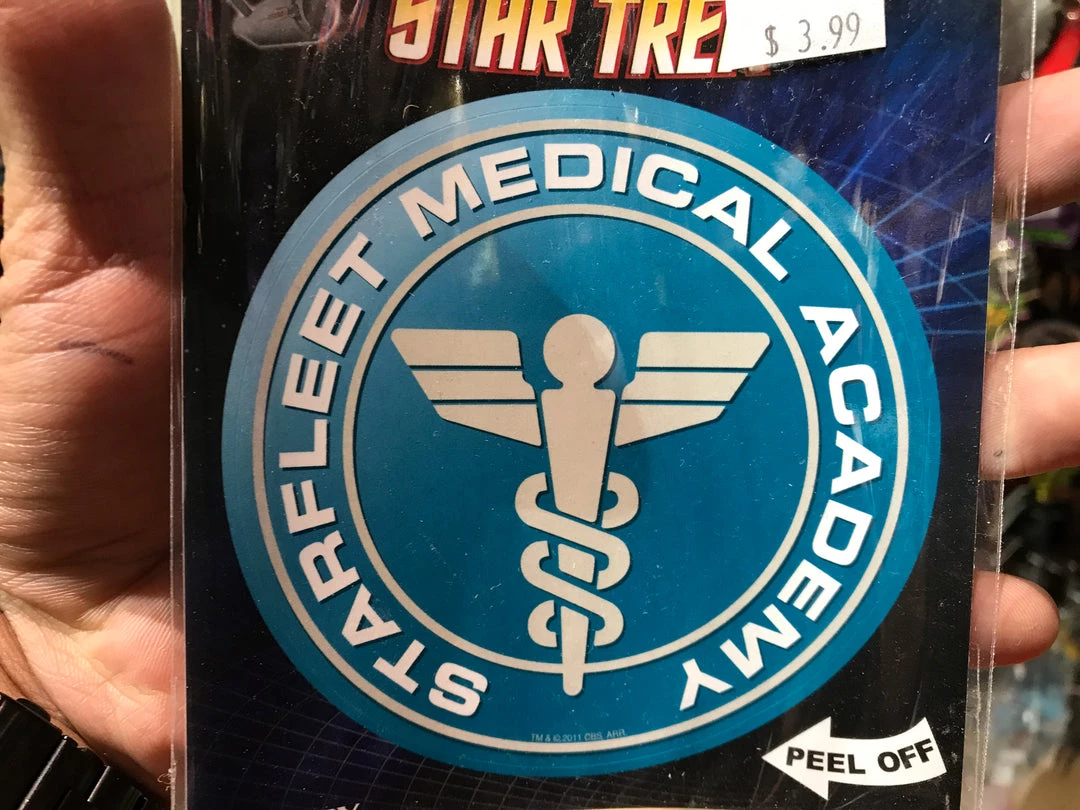 STAR TREK
$ 3.99
STARFLEET MEDICAL ACADEMY
TM & © 2011 CBS. ARR.
PEEL OFF